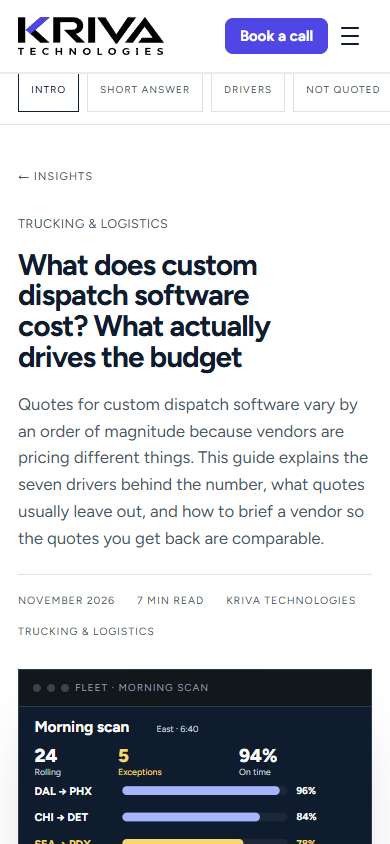 KRIVA
TECHNOLOGIES
Book a call
INTRO
SHORT ANSWER
DRIVERS
NOT QUOTED
← INSIGHTS
TRUCKING & LOGISTICS
What does custom
dispatch software
cost? What actually
drives the budget
Quotes for custom dispatch software vary by
an order of magnitude because vendors are
pricing different things. This guide explains the
seven drivers behind the number, what quotes
usually leave out, and how to brief a vendor so
the quotes you get back are comparable.
NOVEMBER 2026 7 MIN READ KRIVA TECHNOLOGIES
TRUCKING & LOGISTICS
FLEET · MORNING SCAN
Morning scan East · 6:40
24 5 94%
Rolling Exceptions On time
DAL → PHX 96%
CHI → DET 84%
SEA → PDX 78%